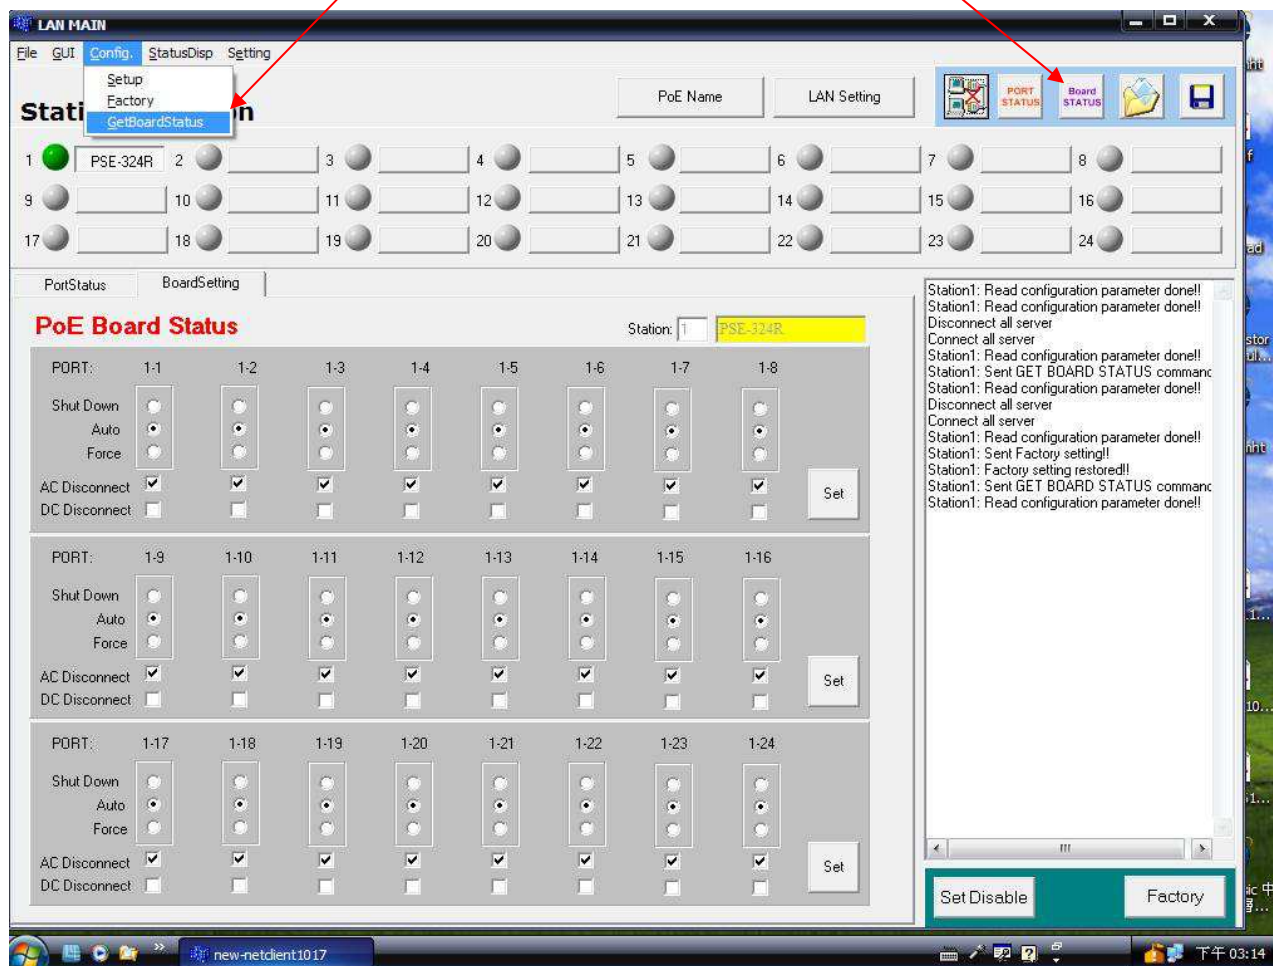 LAN MAIN
File GUI Config. StatusDisp Setting
Setup
Factory
GetBoardStatus
Stati n
PoE Name
LAN Setting
PORT STATUS
Board STATUS
1 PSE-324R 2 3 4 5 6 7 8
9 10 11 12 13 14 15 16
17 18 19 20 21 22 23 24
PortStatus BoardSetting
PoE Board Status
Station: 1 PSE-324R
PORT: 1-1 1-2 1-3 1-4 1-5 1-6 1-7 1-8
Shut Down
Auto
Force
AC Disconnect
DC Disconnect
Set
PORT: 1-9 1-10 1-11 1-12 1-13 1-14 1-15 1-16
Shut Down
Auto
Force
AC Disconnect
DC Disconnect
Set
PORT: 1-17 1-18 1-19 1-20 1-21 1-22 1-23 1-24
Shut Down
Auto
Force
AC Disconnect
DC Disconnect
Set
Station1: Read configuration parameter done!!
Station1: Read configuration parameter done!!
Disconnect all server
Connect all server
Station1: Read configuration parameter done!!
Station1: Sent GET BOARD STATUS command
Station1: Read configuration parameter done!!
Disconnect all server
Connect all server
Station1: Read configuration parameter done!!
Station1: Sent Factory setting!!
Station1: Factory setting restored!!
Station1: Sent GET BOARD STATUS command
Station1: Read configuration parameter done!!
Set Disable
Factory
new-netclient1017
下午 03:14